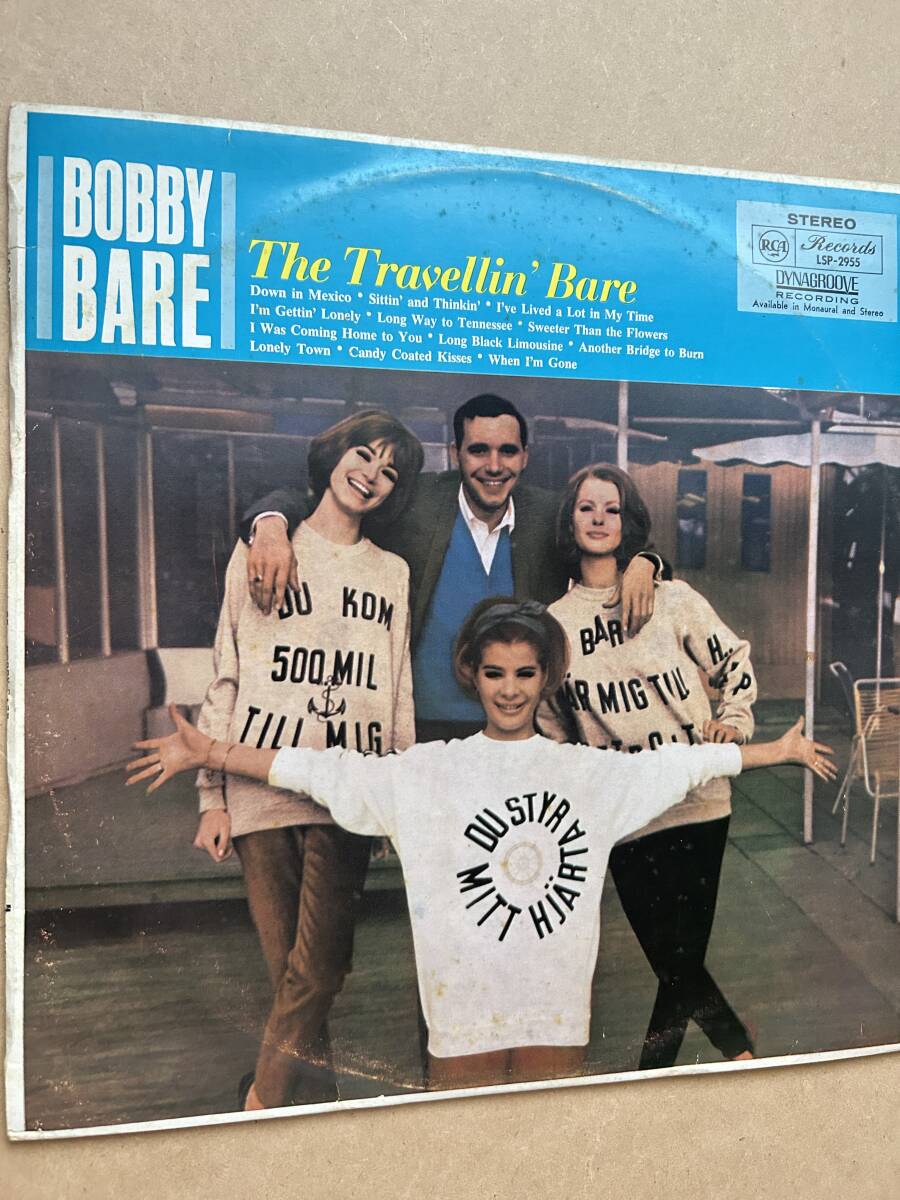 BOBBY
BARE
The Travellin' Bare
Down in Mexico • Sittin' and Thinkin' • I've Lived a Lot in My Time
I'm Gettin' Lonely • Long Way to Tennessee • Sweeter Than the Flowers
I Was Coming Home to You • Long Black Limousine • Another Bridge to Burn
Lonely Town • Candy Coated Kisses • When I'm Gone
STEREO
RCA Records
LSP-2955
DYNAGROOVE
RECORDING
Available in Monaural and Stereo
DU KOM
500 MIL
TILL MIG
BAR
MIG TILL
DU STYR
MITT HJÄRTA